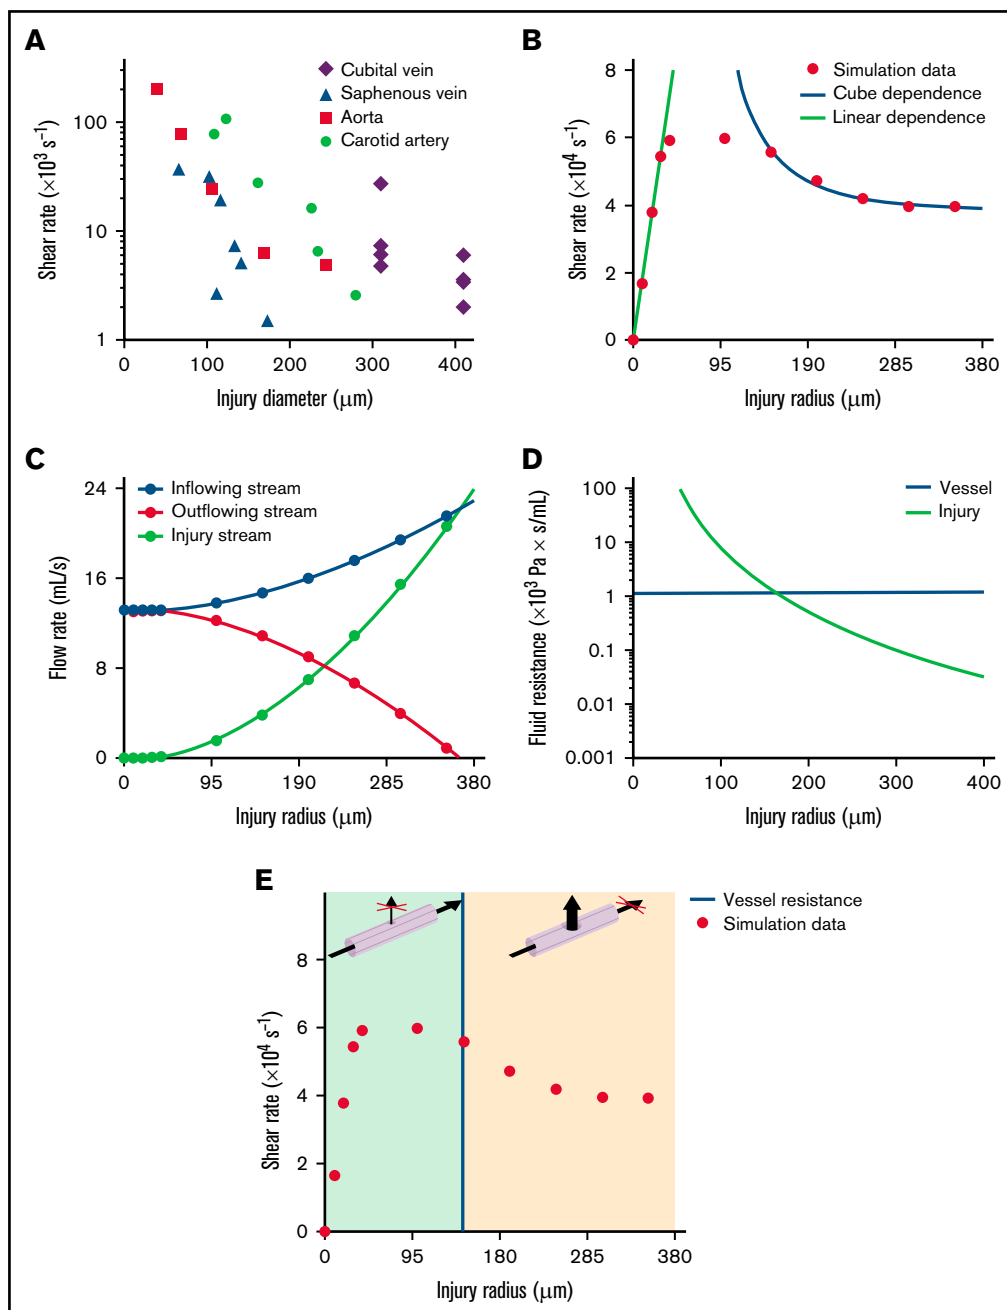 A
Cubital vein
Saphenous vein
Aorta
Carotid artery
100
10
1
Shear rate (×10³ s⁻¹)
0 100 200 300 400
Injury diameter (µm)
B
Simulation data
Cube dependence
Linear dependence
8
6
4
2
0
Shear rate (×10⁴ s⁻¹)
0 95 190 285 380
Injury radius (µm)
C
Inflowing stream
Outflowing stream
Injury stream
24
16
8
0
Flow rate (mL/s)
0 95 190 285 380
Injury radius (µm)
D
Vessel
Injury
100
10
1
0.1
0.01
0.001
Fluid resistance (×10³ Pa × s/mL)
0 100 200 300 400
Injury radius (µm)
E
Vessel resistance
Simulation data
8
6
4
2
0
Shear rate (×10⁴ s⁻¹)
0 95 180 285 380
Injury radius (µm)